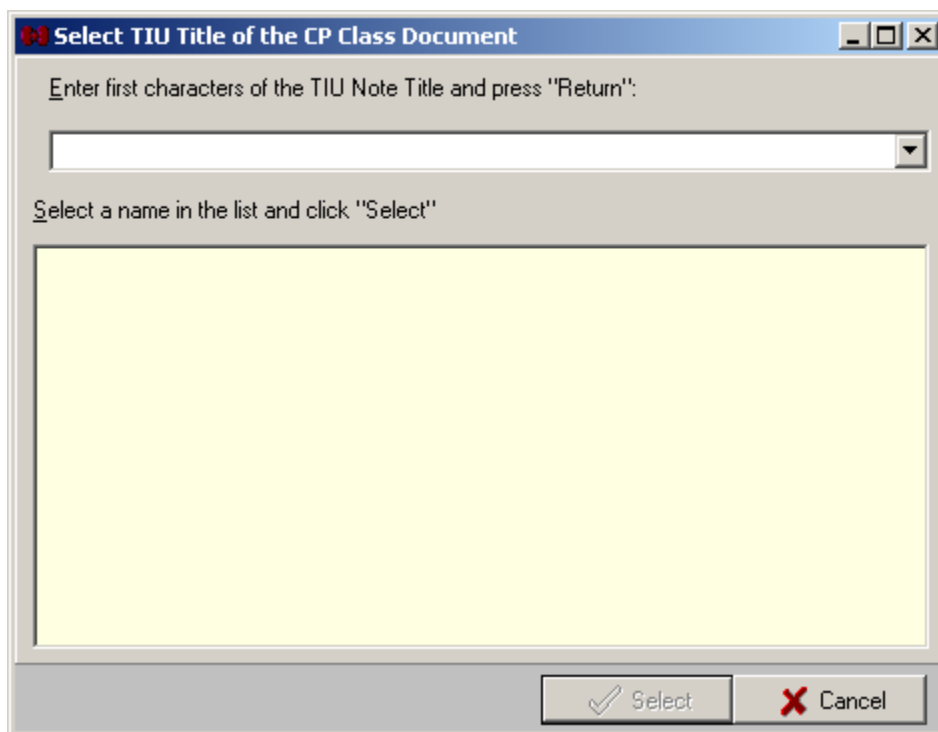 Select TIU Title of the CP Class Document
Enter first characters of the TIU Note Title and press "Return":
Select a name in the list and click "Select"
Select
Cancel